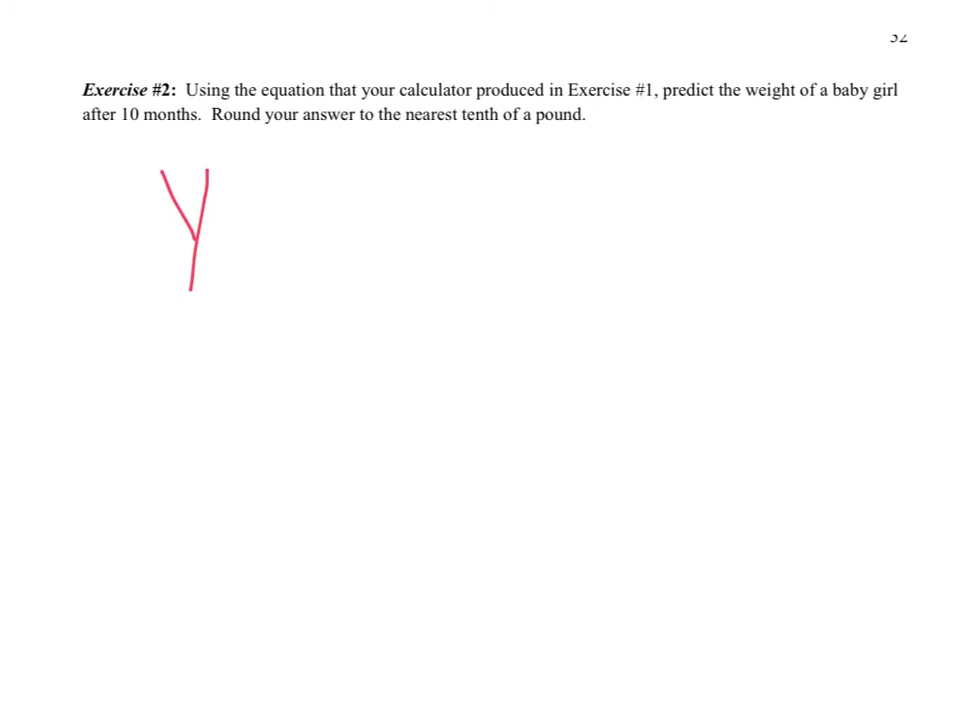 Exercise #2: Using the equation that your calculator produced in Exercise #1, predict the weight of a baby girl
after 10 months. Round your answer to the nearest tenth of a pound.
y